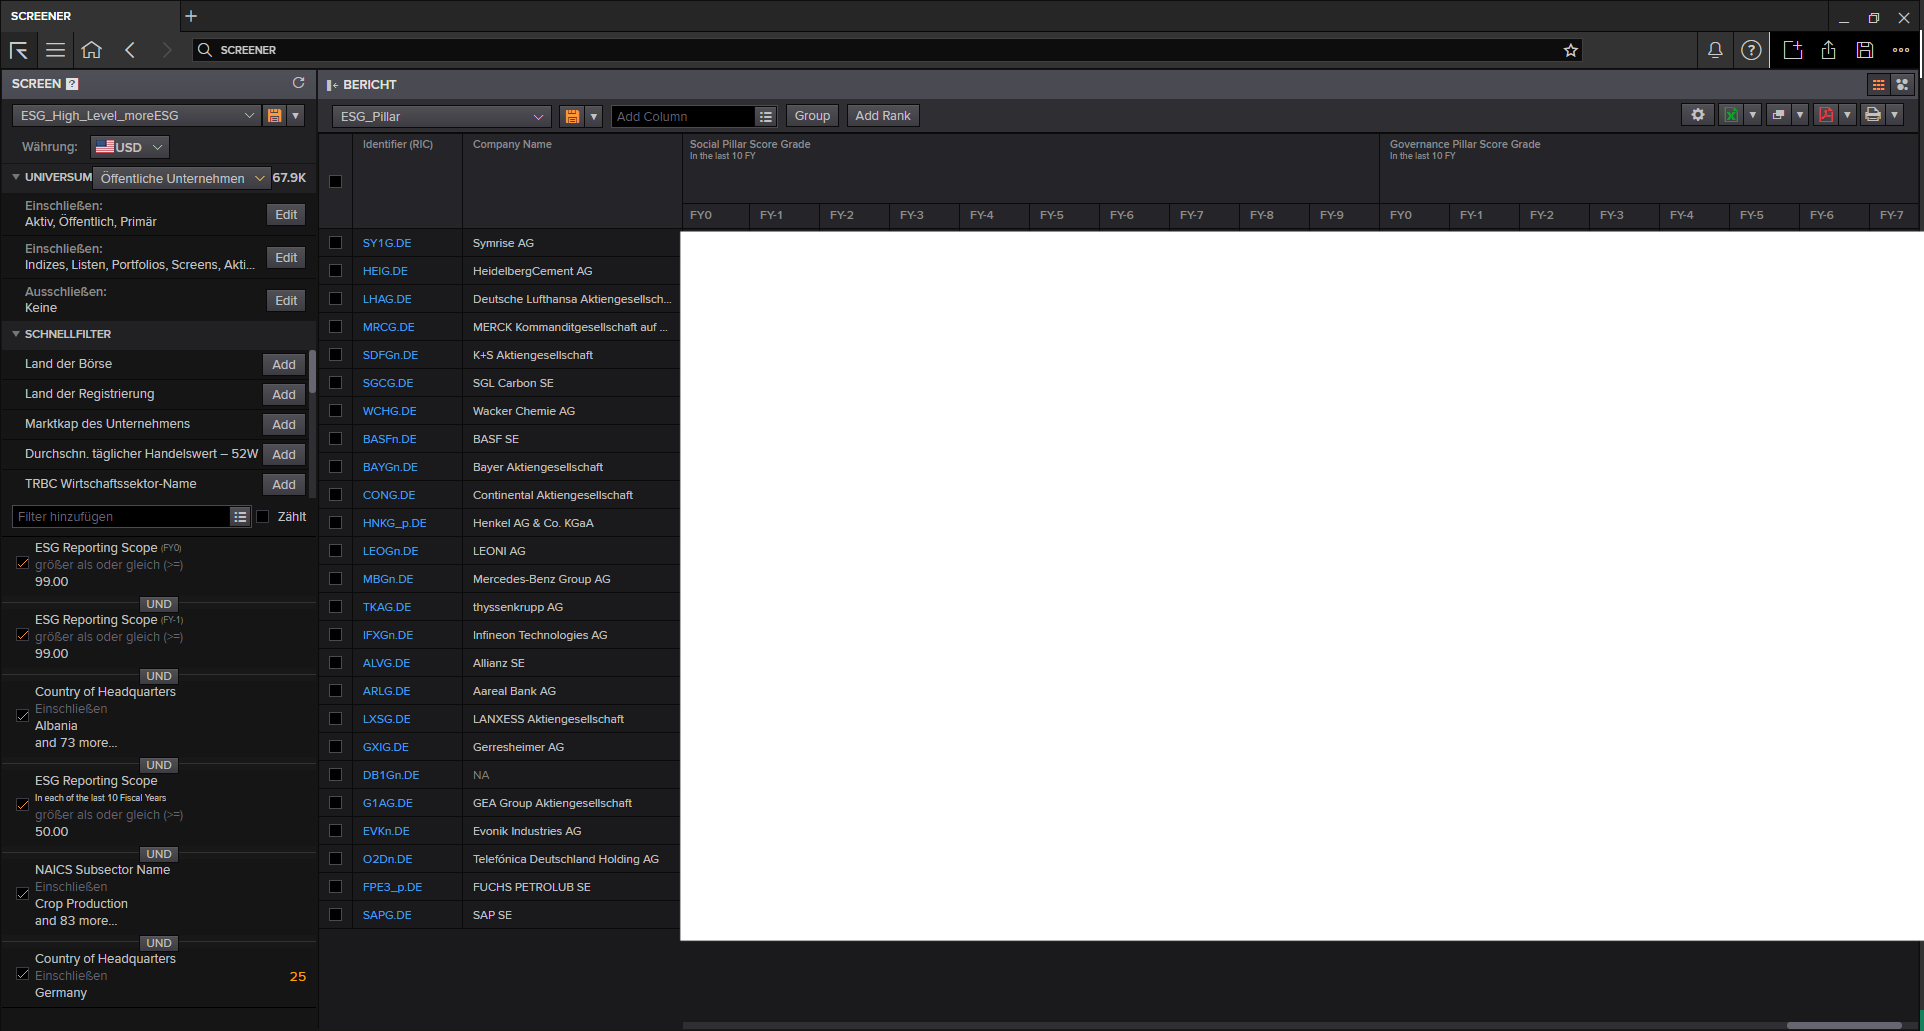 SCREENER
SCREENER
SCREEN ?
ESG_High_Level_moreESG
Währung: USD
UNIVERSUM Öffentliche Unternehmen 67.9K
Einschließen:
Aktiv, Öffentlich, Primär
Edit
Einschließen:
Indizes, Listen, Portfolios, Screens, Akti...
Edit
Ausschließen:
Keine
Edit
SCHNELLFILTER
Land der Börse Add
Land der Registrierung Add
Marktkap des Unternehmens Add
Durchschn. täglicher Handelswert – 52W Add
TRBC Wirtschaftssektor-Name Add
Filter hinzufügen Zählt
ESG Reporting Scope (FY0)
größer als oder gleich (>=)
99.00
UND
ESG Reporting Scope (FY-1)
größer als oder gleich (>=)
99.00
UND
Country of Headquarters
Einschließen
Albania
and 73 more...
UND
ESG Reporting Scope
In each of the last 10 Fiscal Years
größer als oder gleich (>=)
50.00
UND
NAICS Subsector Name
Einschließen
Crop Production
and 83 more...
UND
Country of Headquarters
Einschließen 25
Germany
BERICHT
ESG_Pillar Add Column Group Add Rank
Identifier (RIC) Company Name Social Pillar Score Grade Governance Pillar Score Grade
In the last 10 FY In the last 10 FY
FY0 FY-1 FY-2 FY-3 FY-4 FY-5 FY-6 FY-7 FY-8 FY-9 FY0 FY-1 FY-2 FY-3 FY-4 FY-5 FY-6 FY-7
SY1G.DE Symrise AG
HEIG.DE HeidelbergCement AG
LHAG.DE Deutsche Lufthansa Aktiengesellsch...
MRCG.DE MERCK Kommanditgesellschaft auf ...
SDFGn.DE K+S Aktiengesellschaft
SGCG.DE SGL Carbon SE
WCHG.DE Wacker Chemie AG
BASFn.DE BASF SE
BAYGn.DE Bayer Aktiengesellschaft
CONG.DE Continental Aktiengesellschaft
HNKG_p.DE Henkel AG & Co. KGaA
LEOGn.DE LEONI AG
MBGn.DE Mercedes-Benz Group AG
TKAG.DE thyssenkrupp AG
IFXGn.DE Infineon Technologies AG
ALVG.DE Allianz SE
ARLG.DE Aareal Bank AG
LXSG.DE LANXESS Aktiengesellschaft
GXIG.DE Gerresheimer AG
DB1Gn.DE NA
G1AG.DE GEA Group Aktiengesellschaft
EVKn.DE Evonik Industries AG
O2Dn.DE Telefónica Deutschland Holding AG
FPE3_p.DE FUCHS PETROLUB SE
SAPG.DE SAP SE